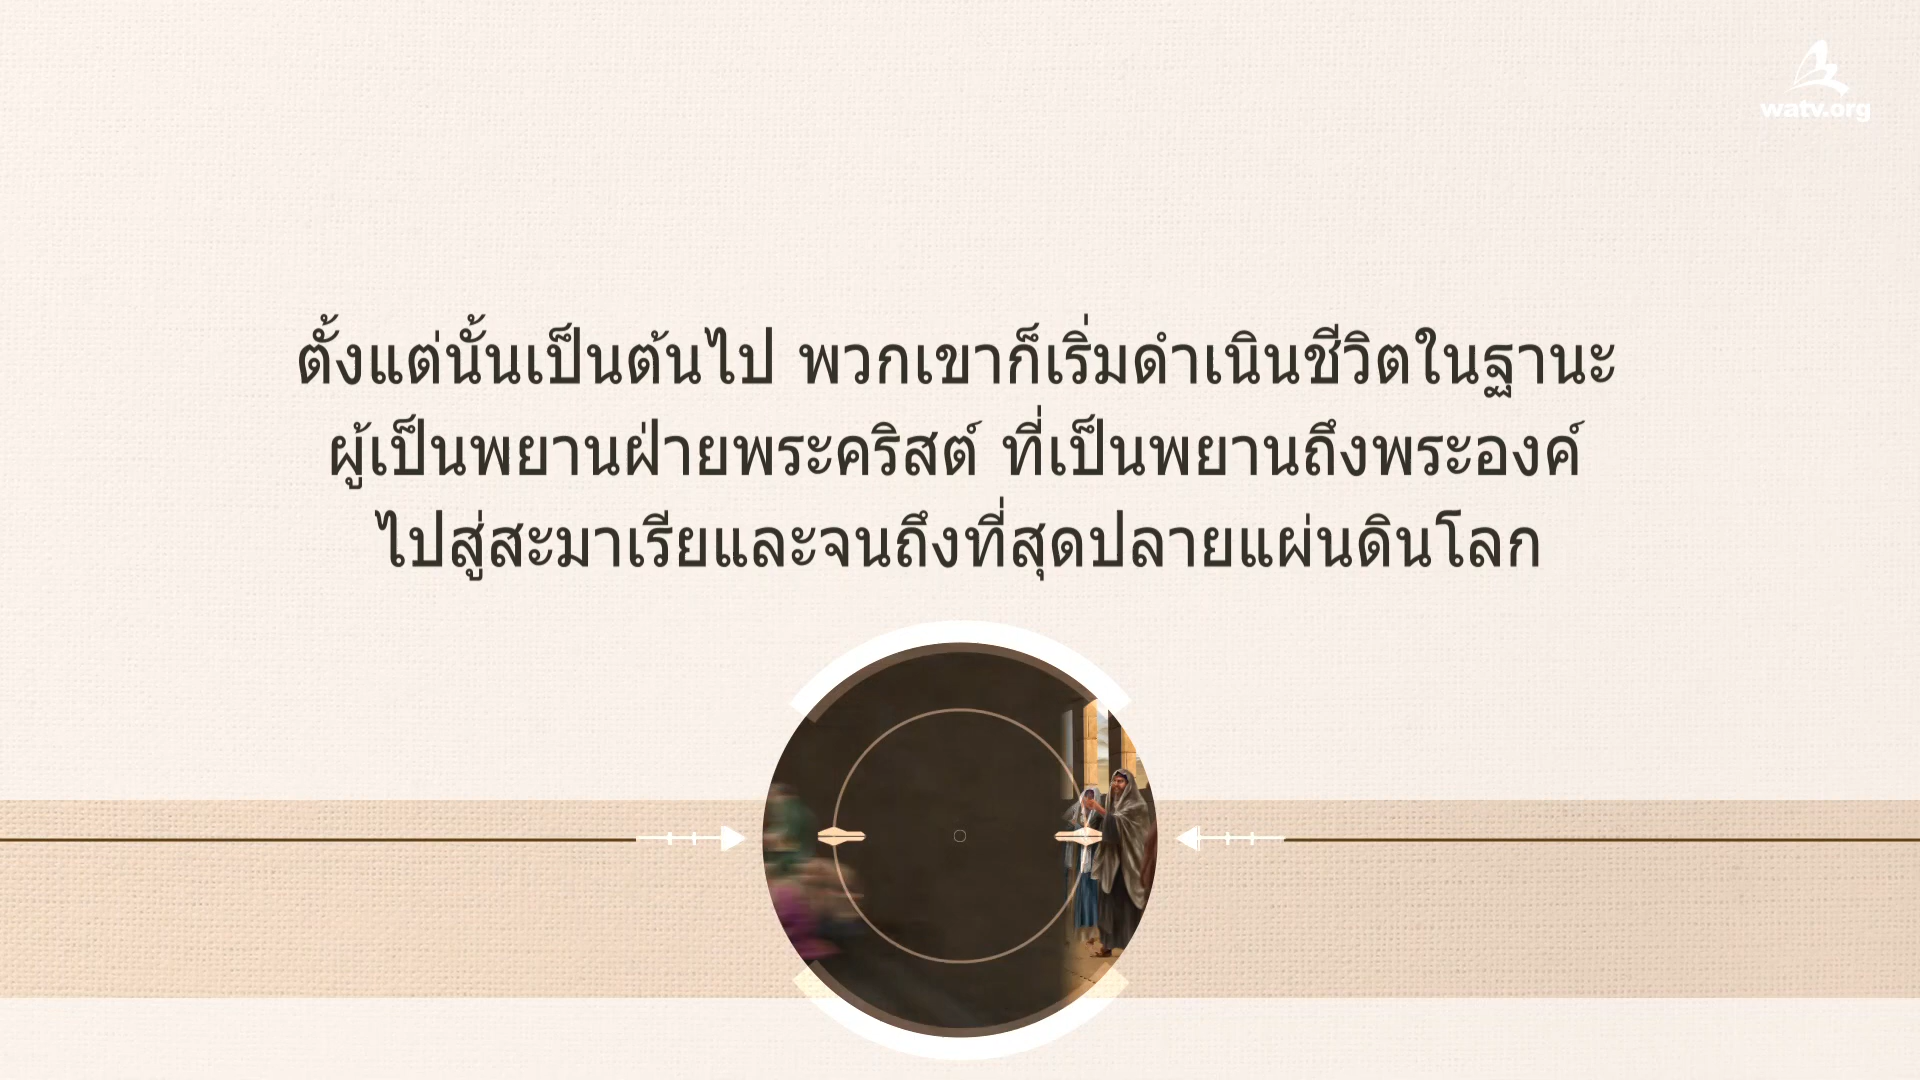 watv.org
ตั้งแต่นั้นเป็นต้นไป พวกเขาก็เริ่มดำเนินชีวิตในฐานะ
ผู้เป็นพยานฝ่ายพระคริสต์ ที่เป็นพยานถึงพระองค์
ไปสู่สะมาเรียและจนถึงที่สุดปลายแผ่นดินโลก